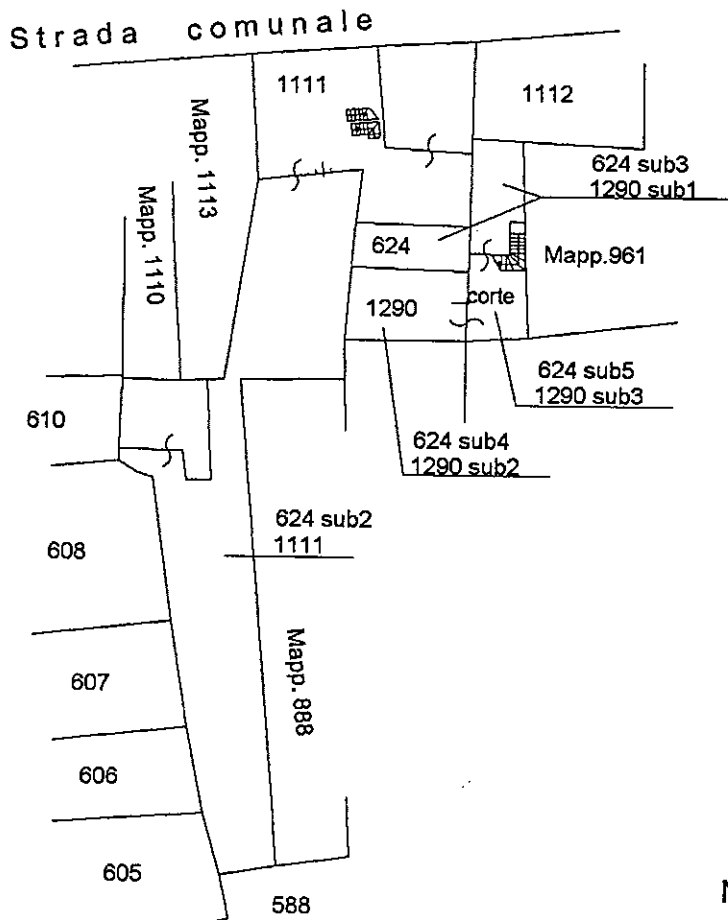 Strada comunale
1111
1112
Mapp. 1113
624 sub3
1290 sub1
Mapp. 1110
624
Mapp.961
1290
corte
624 sub5
1290 sub3
610
624 sub4
1290 sub2
624 sub2
1111
608
Mapp. 888
607
606
605
588